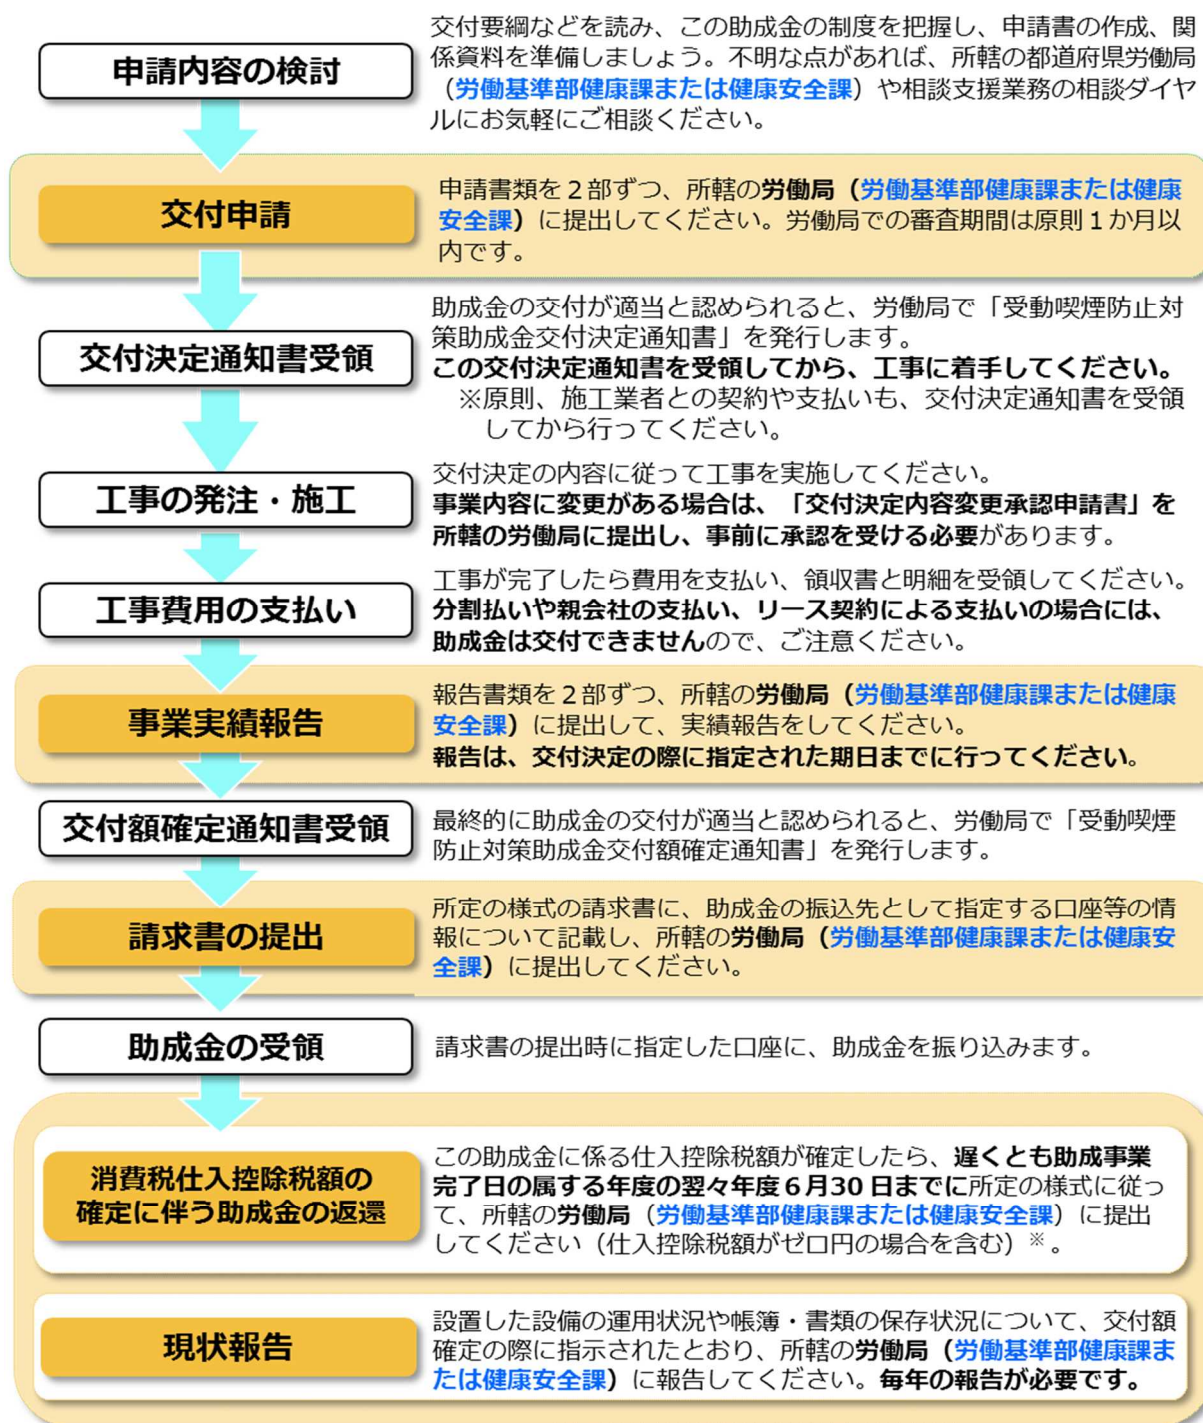 申請内容の検討
交付要綱などを読み、この助成金の制度を把握し、申請書の作成、関
係資料を準備しましょう。不明な点があれば、所轄の都道府県労働局
（労働基準部健康課または健康安全課）や相談支援業務の相談ダイヤ
ルにお気軽にご相談ください。
交付申請
申請書類を２部ずつ、所轄の労働局（労働基準部健康課または健康
安全課）に提出してください。労働局での審査期間は原則１か月以
内です。
交付決定通知書受領
助成金の交付が適当と認められると、労働局で「受動喫煙防止対
策助成金交付決定通知書」を発行します。
この交付決定通知書を受領してから、工事に着手してください。
※原則、施工業者との契約や支払いも、交付決定通知書を受領
してから行ってください。
工事の発注・施工
交付決定の内容に従って工事を実施してください。
事業内容に変更がある場合は、「交付決定内容変更承認申請書」を
所轄の労働局に提出し、事前に承認を受ける必要があります。
工事費用の支払い
工事が完了したら費用を支払い、領収書と明細を受領してください。
分割払いや親会社の支払い、リース契約による支払いの場合には、
助成金は交付できませんので、ご注意ください。
事業実績報告
報告書類を２部ずつ、所轄の労働局（労働基準部健康課または健康
安全課）に提出して、実績報告をしてください。
報告は、交付決定の際に指定された期日までに行ってください。
交付額確定通知書受領
最終的に助成金の交付が適当と認められると、労働局で「受動喫煙
防止対策助成金交付額確定通知書」を発行します。
請求書の提出
所定の様式の請求書に、助成金の振込先として指定する口座等の情
報について記載し、所轄の労働局（労働基準部健康課または健康安
全課）に提出してください。
助成金の受領
請求書の提出時に指定した口座に、助成金を振り込みます。
消費税仕入控除税額の
確定に伴う助成金の返還
この助成金に係る仕入控除税額が確定したら、遅くとも助成事業
完了日の属する年度の翌々年度６月30 日までに所定の様式に従っ
て、所轄の労働局（労働基準部健康課または健康安全課）に提出
してください（仕入控除税額がゼロ円の場合を含む）※。
現状報告
設置した設備の運用状況や帳簿・書類の保存状況について、交付額
確定の際に指示されたとおり、所轄の労働局（労働基準部健康課ま
たは健康安全課）に報告してください。毎年の報告が必要です。